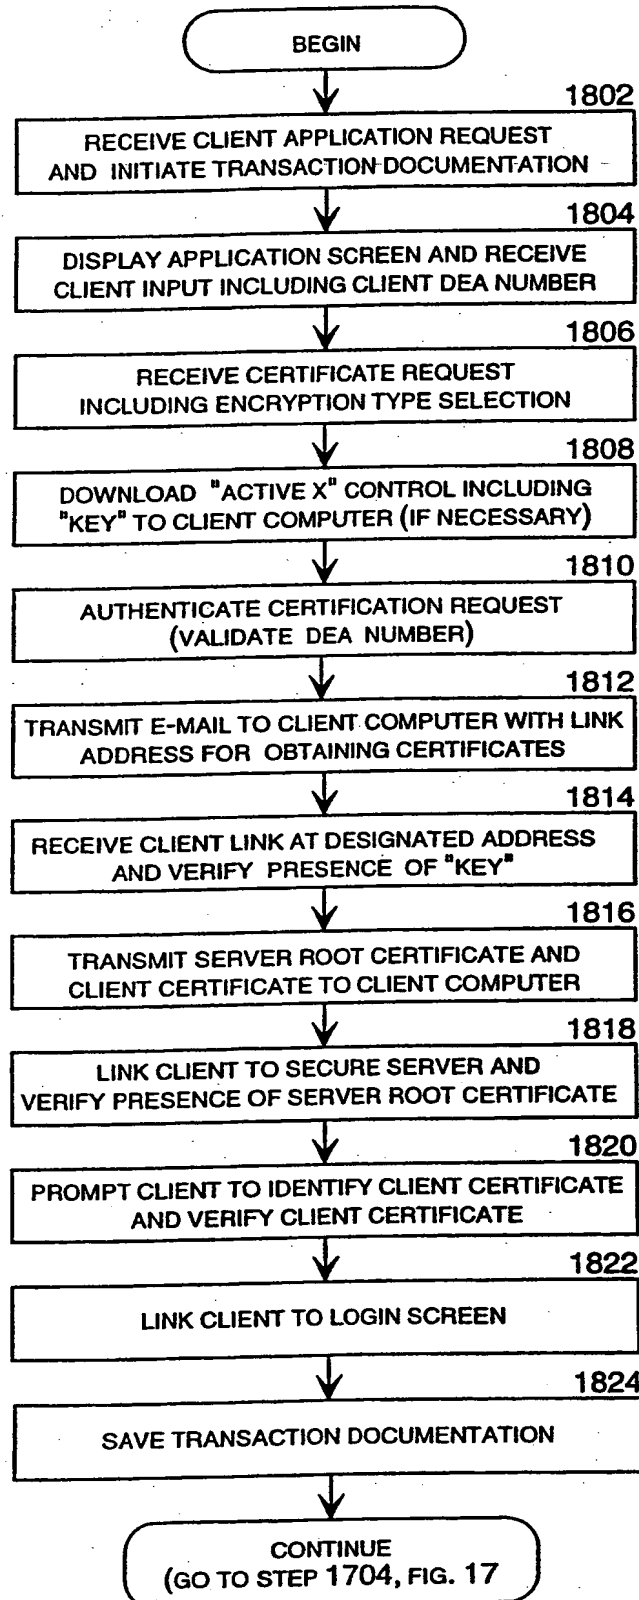 BEGIN
1802
RECEIVE CLIENT APPLICATION REQUEST
AND INITIATE TRANSACTION DOCUMENTATION
1804
DISPLAY APPLICATION SCREEN AND RECEIVE
CLIENT INPUT INCLUDING CLIENT DEA NUMBER
1806
RECEIVE CERTIFICATE REQUEST
INCLUDING ENCRYPTION TYPE SELECTION
1808
DOWNLOAD "ACTIVE X" CONTROL INCLUDING
"KEY" TO CLIENT COMPUTER (IF NECESSARY)
1810
AUTHENTICATE CERTIFICATION REQUEST
(VALIDATE DEA NUMBER)
1812
TRANSMIT E-MAIL TO CLIENT COMPUTER WITH LINK
ADDRESS FOR OBTAINING CERTIFICATES
1814
RECEIVE CLIENT LINK AT DESIGNATED ADDRESS
AND VERIFY PRESENCE OF "KEY"
1816
TRANSMIT SERVER ROOT CERTIFICATE AND
CLIENT CERTIFICATE TO CLIENT COMPUTER
1818
LINK CLIENT TO SECURE SERVER AND
VERIFY PRESENCE OF SERVER ROOT CERTIFICATE
1820
PROMPT CLIENT TO IDENTIFY CLIENT CERTIFICATE
AND VERIFY CLIENT CERTIFICATE
1822
LINK CLIENT TO LOGIN SCREEN
1824
SAVE TRANSACTION DOCUMENTATION
CONTINUE
(GO TO STEP 1704, FIG. 17